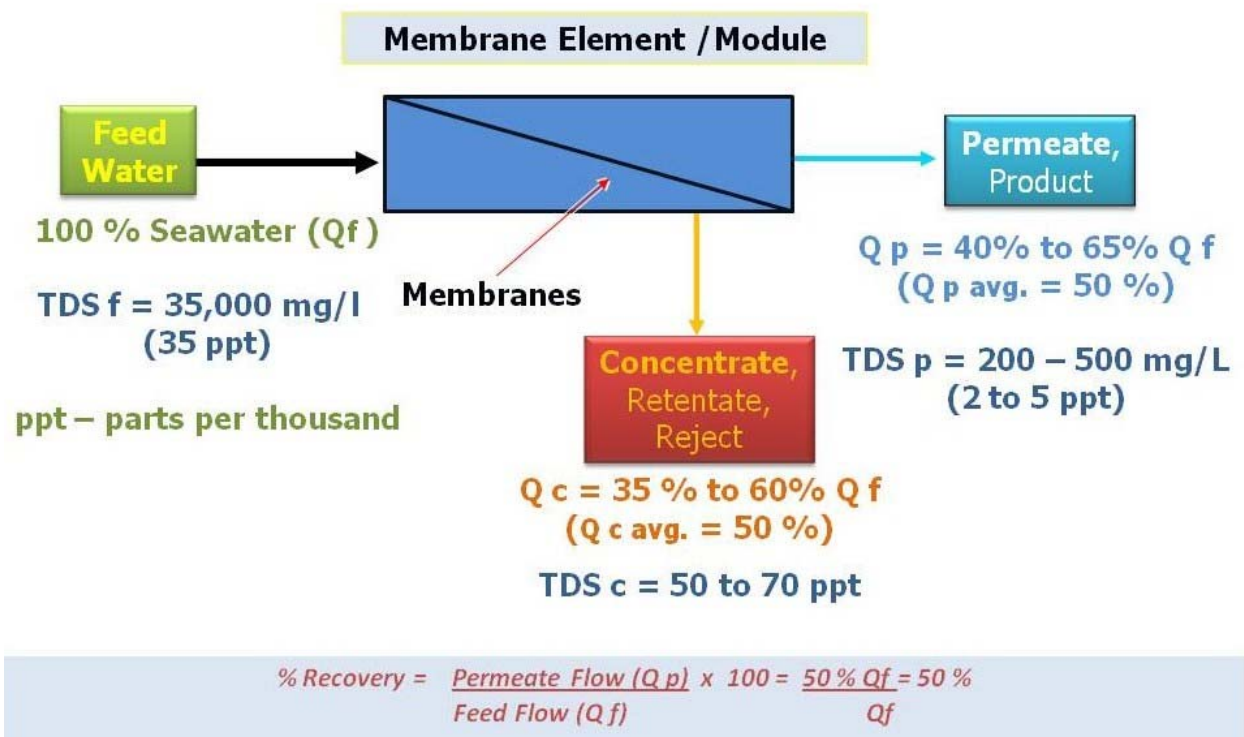 Membrane Element /Module
Feed
Water
100 % Seawater (Qf )
TDS f = 35,000 mg/l
(35 ppt)
ppt – parts per thousand
Membranes
Permeate,
Product
Q p = 40% to 65% Q f
(Q p avg. = 50 %)
TDS p = 200 – 500 mg/L
(2 to 5 ppt)
Concentrate,
Retentate,
Reject
Q c = 35 % to 60% Q f
(Q c avg. = 50 %)
TDS c = 50 to 70 ppt
% Recovery = Permeate Flow (Q p) x 100 = 50 % Qf = 50 %
Feed Flow (Q f) Qf